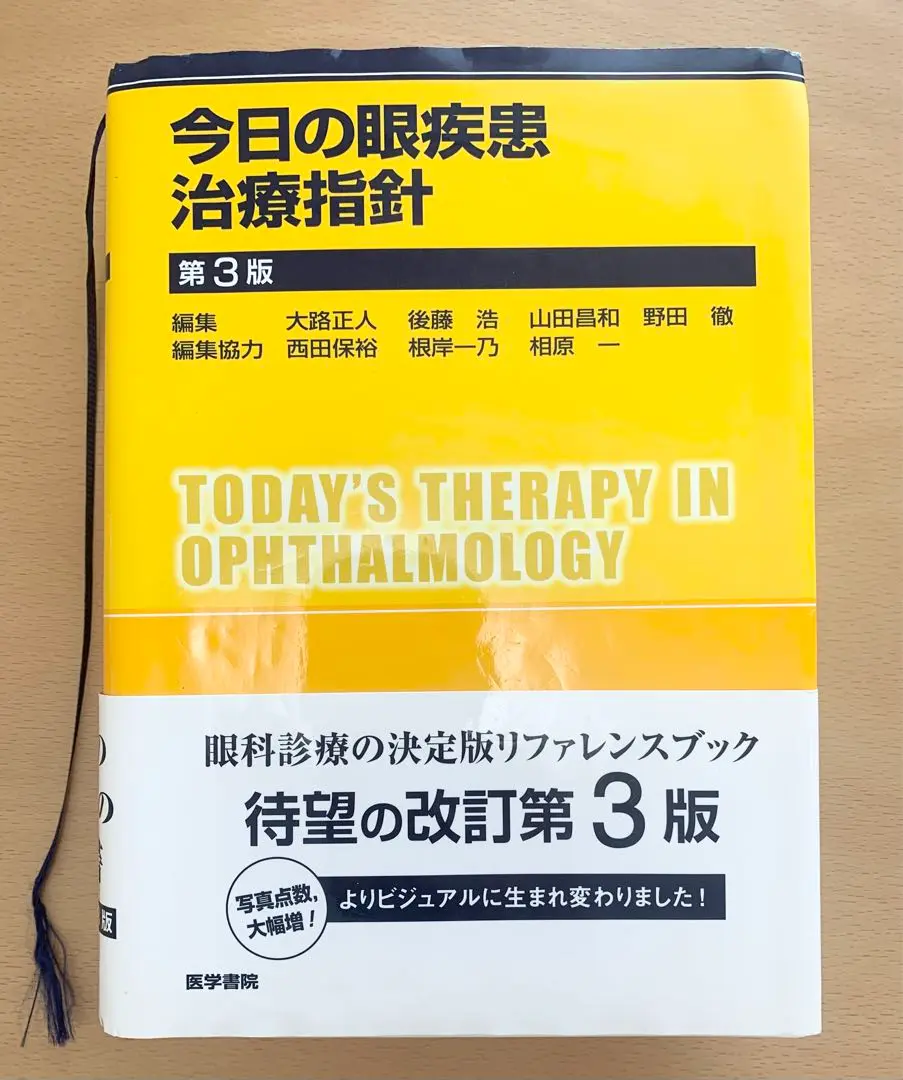 今日の眼疾患
治療指針
第3版
編集 大路正人 後藤 浩 山田昌和 野田 徹
編集協力 西田保裕 根岸一乃 相原 一
TODAY'S THERAPY IN
OPHTHALMOLOGY
眼科診療の決定版リファレンスブック
待望の改訂第3版
写真点数,
大幅増!
よりビジュアルに生まれ変わりました!
医学書院
の
版